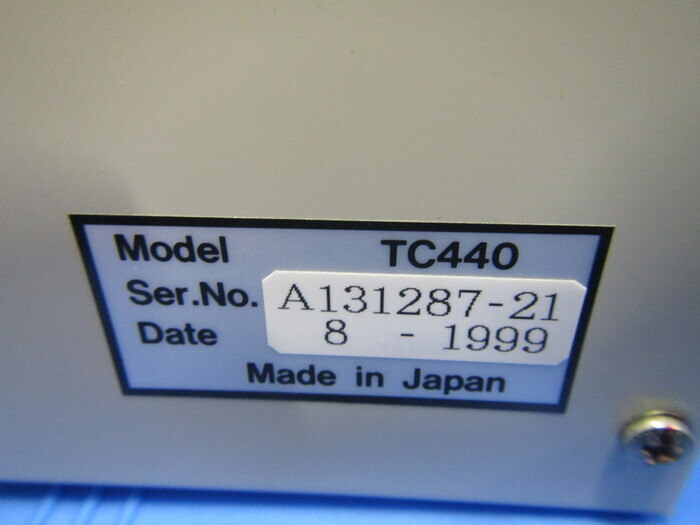 Model TC440
Ser.No. A131287-21
Date 8 - 1999
Made in Japan